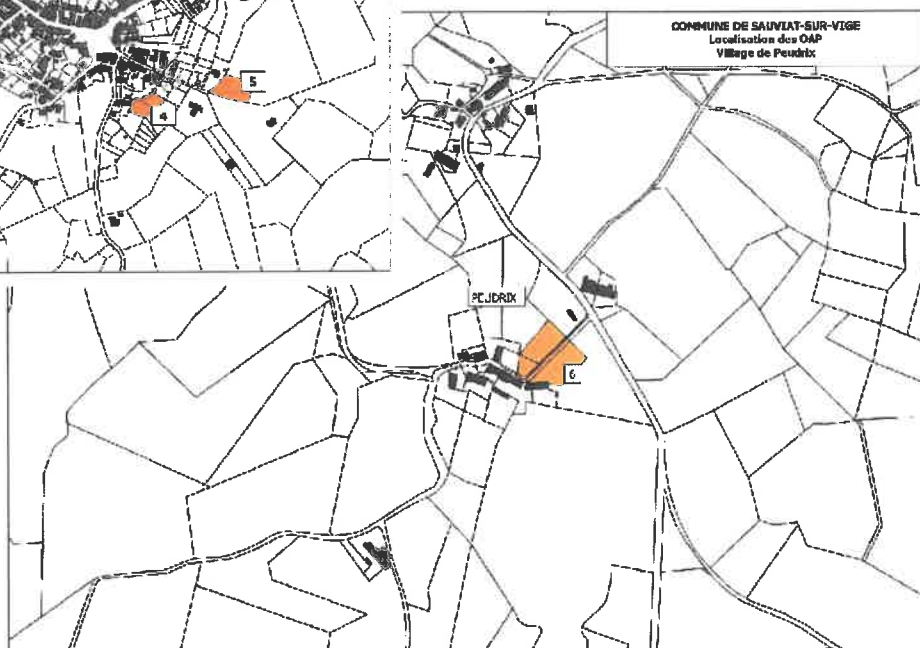 COMMUNE DE SAUVIAT-SUR-VIGE
Localisation des OAP
Village de Peudrix
5
4
PEUDRIX
6